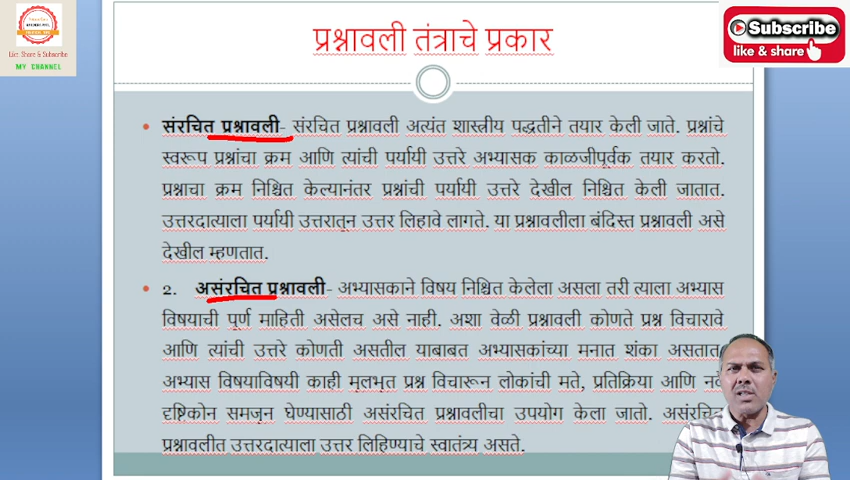 प्रश्नावली तंत्राचे प्रकार
Subscribe
like & share
Like Share & Subscribe
MY CHANNEL
संरचित प्रश्नावली- संरचित प्रश्नावली अत्यंत शास्त्रीय पद्धतीने तयार केली जाते. प्रश्नांचे
स्वरूप प्रश्नांचा क्रम आणि त्यांची पर्यायी उत्तरे अभ्यासक काळजीपूर्वक तयार करतो.
प्रश्नाचा क्रम निश्चित केल्यानंतर प्रश्नांची पर्यायी उत्तरे देखील निश्चित केली जातात.
उत्तरदात्याला पर्यायी उत्तरातून उत्तर लिहावे लागते. या प्रश्नावलीला बंदिस्त प्रश्नावली असे
देखील म्हणतात.
2. असंरचित प्रश्नावली- अभ्यासकाने विषय निश्चित केलेला असला तरी त्याला अभ्यास
विषयाची पूर्ण माहिती असेलच असे नाही. अशा वेळी प्रश्नावली कोणते प्रश्न विचारावे
आणि त्यांची उत्तरे कोणती असतील याबाबत अभ्यासकांच्या मनात शंका असतात.
अभ्यास विषयाविषयी काही मूलभूत प्रश्न विचारून लोकांची मते, प्रतिक्रिया आणि
दृष्टिकोन समजून घेण्यासाठी असंरचित प्रश्नावलीचा उपयोग केला जातो.
प्रश्नावलीत उत्तरदात्याला उत्तर लिहिण्याचे स्वातंत्र्य असते.